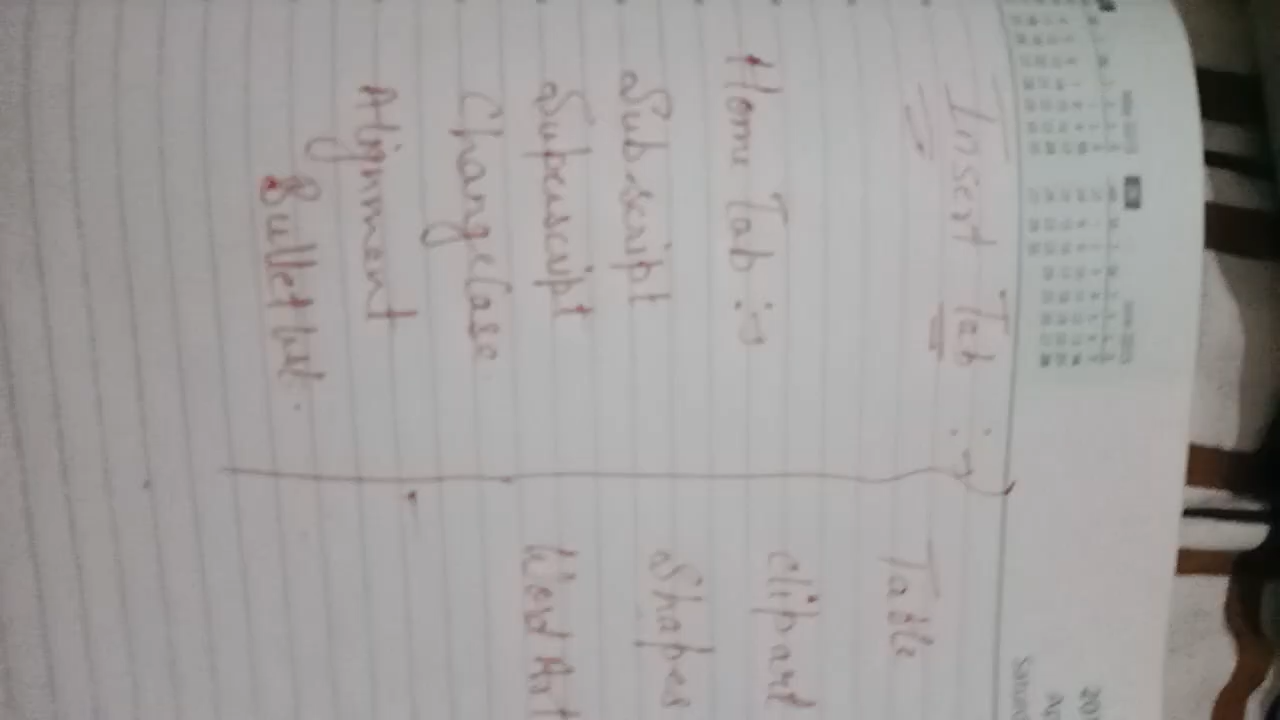 Insert Tab :→
Home Tab :→
Subscript
Superscript
Change Case
Alignment
Bullet list.
Table
Clipart
Shapes
Word Art